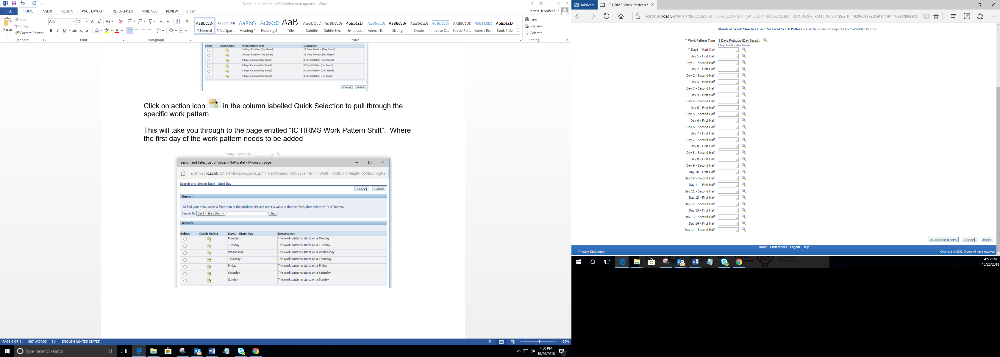 Write up guidance - MSS workpattern updates - Word
FILE HOME INSERT DESIGN PAGE LAYOUT REFERENCES MAILINGS REVIEW VIEW
Jarrett, Jennifer L
Paste
Cut
Copy
Format Painter
Clipboard
Arial 12
Font
Paragraph
AaBbCcDc AaBbCcDdE AaBbC( AaBbCcE AaBl AaBbCcC AaBbCcDc AaBbCcDc AaBbCcDc AaBbCcDc AaBbCcDc AaBbCcDc AABBCCDE AABBCCDE AaBbCcDc
¶ Normal ¶ No Spac... Heading 1 Heading 2 Title Subtitle Subtle Em... Emphasis Intense E... Strong Quote Intense Q... Subtle Ref... Intense Re... Book Title
Styles
Find
Replace
Select
Editing
Select Quick Select Work Pattern Type Description
14 Days Rotation (Day Based) 14 Days Rotation (Day Based)
14 Days Rotation (Hrs Based) 14 Days Rotation (Hrs Based)
8 Days Rotation (Day Based) 8 Days Rotation (Day Based)
8 Days Rotation (Hrs Based) 8 Days Rotation (Hrs Based)
9 Days Rotation (Day Based) 9 Days Rotation (Day Based)
9 Days Rotation (Hrs Based) 9 Days Rotation (Hrs Based)
Cancel Select
Click on action icon in the column labelled Quick Selection to pull through the
specific work pattern.
This will take you through to the page entitled “IC HRMS Work Pattern Shift”. Where
the first day of the work pattern needs to be added
* Day1 - Start Day
Search and Select List of Values - [InPrivate] - Microsoft Edge
icistrn.ad.ic.ac.uk/OA_HTML/cabo/jsps/a.jsp?_t=fredRC&enc=ISO-8859-1&_minWidth=750&_minHeight=550&configNa
Search and Select: Day1 - Start Day
Cancel Select
Search
To find your item, select a filter item in the pulldown list and enter a value in the text field, then select the "Go" button.
Search By Day1 - Start Day Go
Results
Select Quick Select Day1 - Start Day Description
Monday The work patterns starts on a Monday
Tuesday The work patterns starts on a Tuesday
Wednesday The work patterns starts on a Wednesday
Thursday The work patterns starts on a Thursday
Friday The work patterns starts on a Friday
Saturday The work patterns starts on a Saturday
Sunday The work patterns starts on a Sunday
PAGE 4 OF 11 967 WORDS ENGLISH (UNITED STATES)
150%
Type here to search
4:50 PM
10/26/2018
InPrivate
IC HRMS Work Pattern S
icistrn.ad.ic.ac.uk/OA_HTML/OA.jsp?_rc=HR_PERSON_SIT_TOP_SS&_ri=800&OAFunc=ICHR_WORK_PATTERN_SIT_SS&_ti=1929669172&retainAM=Y&addBreadC
Standard Week Mon to Fri and No Fixed Work Pattern – Day fields are not required (WP Weekly ONLY)
* Work Pattern Type 9 Days Rotation (Day Based)
9 Days Rotation (Day Based)
* Day1 - Start Day
Day 1 - First Half
Day 1 - Second Half
Day 2 - First Half
Day 2 - Second Half
Day 3 - First Half
Day 3 - Second Half
Day 4 - First Half
Day 4 - Second Half
Day 5 - First Half
Day 5 - Second Half
Day 6 - First Half
Day 6 - Second Half
Day 7 - First Half
Day 7 - Second Half
Day 8 - First Half
Day 8 - Second Half
Day 9 - First Half
Day 9 - Second Half
Day 10 - First Half
Day 10 - Second Half
Day 11 - First Half
Day 11 - Second Half
Day 12 - First Half
Day 12 - Second Half
Day 13 - First Half
Day 13 - Second Half
Day 14 - First Half
Day 14 - Second Half
Guidance Notes Cancel Next
Home Preferences Logout Help
Privacy Statement
Copyright (c) 2006, Oracle. All rights reserved.
4:50 PM
10/26/2018